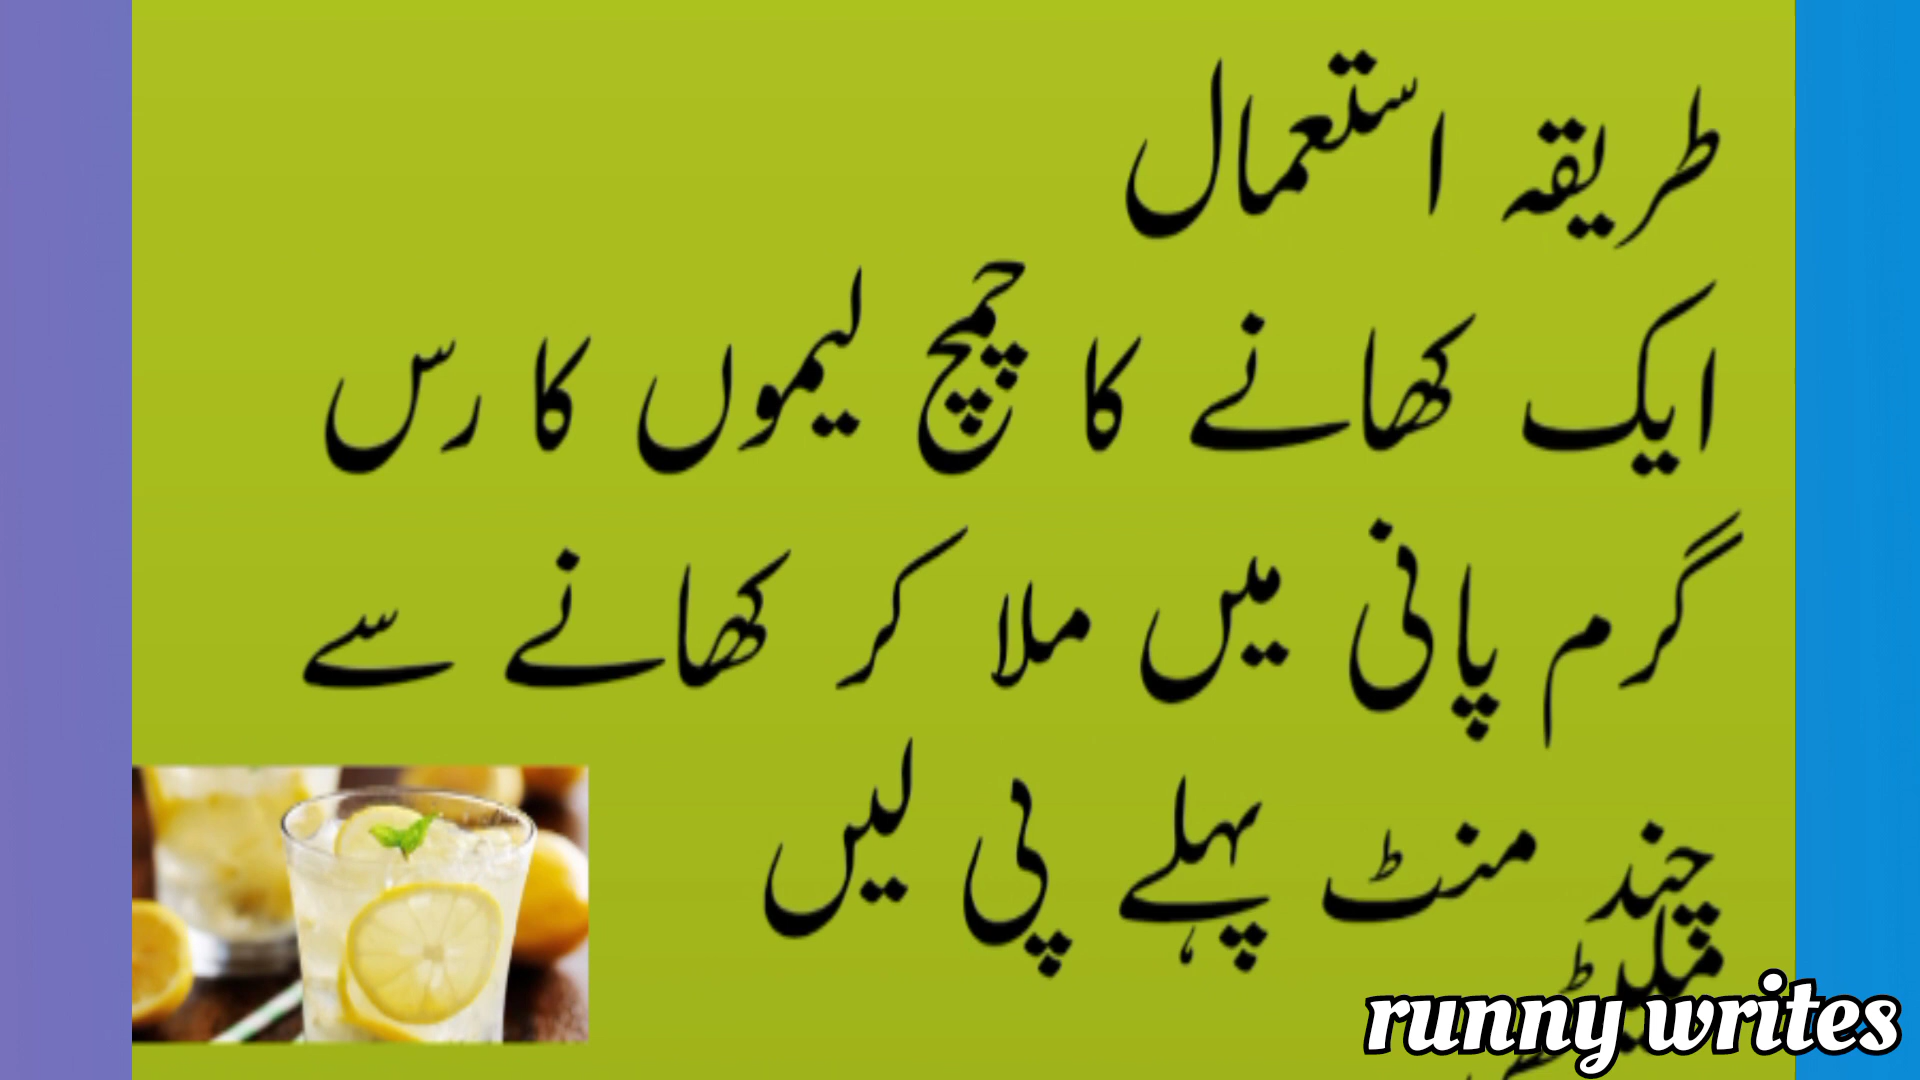 طریقہ استعمال
ایک کھانے کا چمچ لیموں کا رس
گرم پانی میں ملا کر کھانے سے
چند منٹ پہلے پی لیں
runny writes